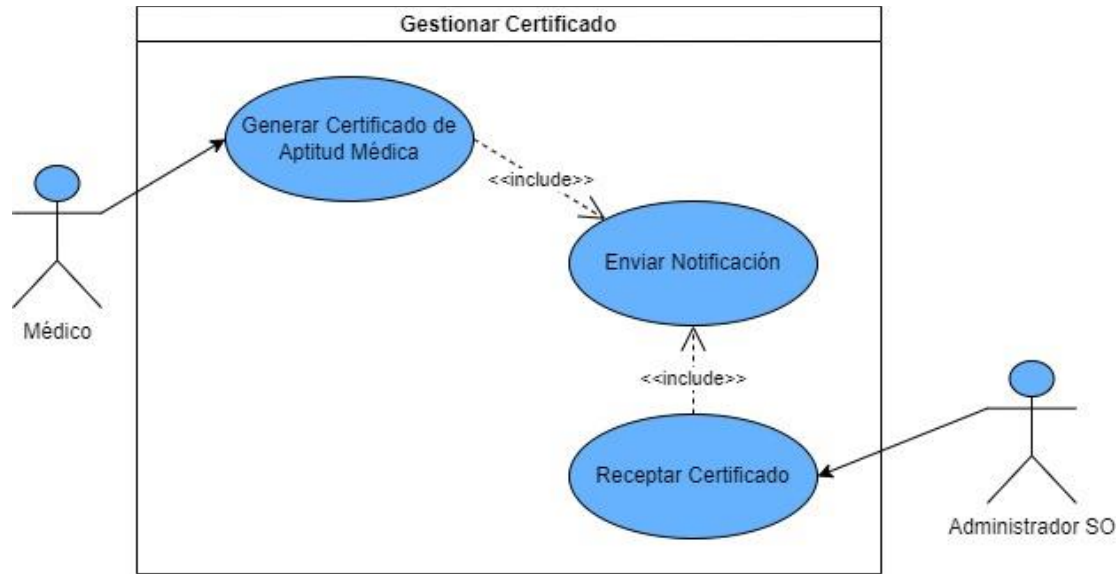 Gestionar Certificado
Generar Certificado de
Aptitud Médica
<<include>>
Enviar Notificación
Médico
<<include>>
Receptar Certificado
Administrador SO